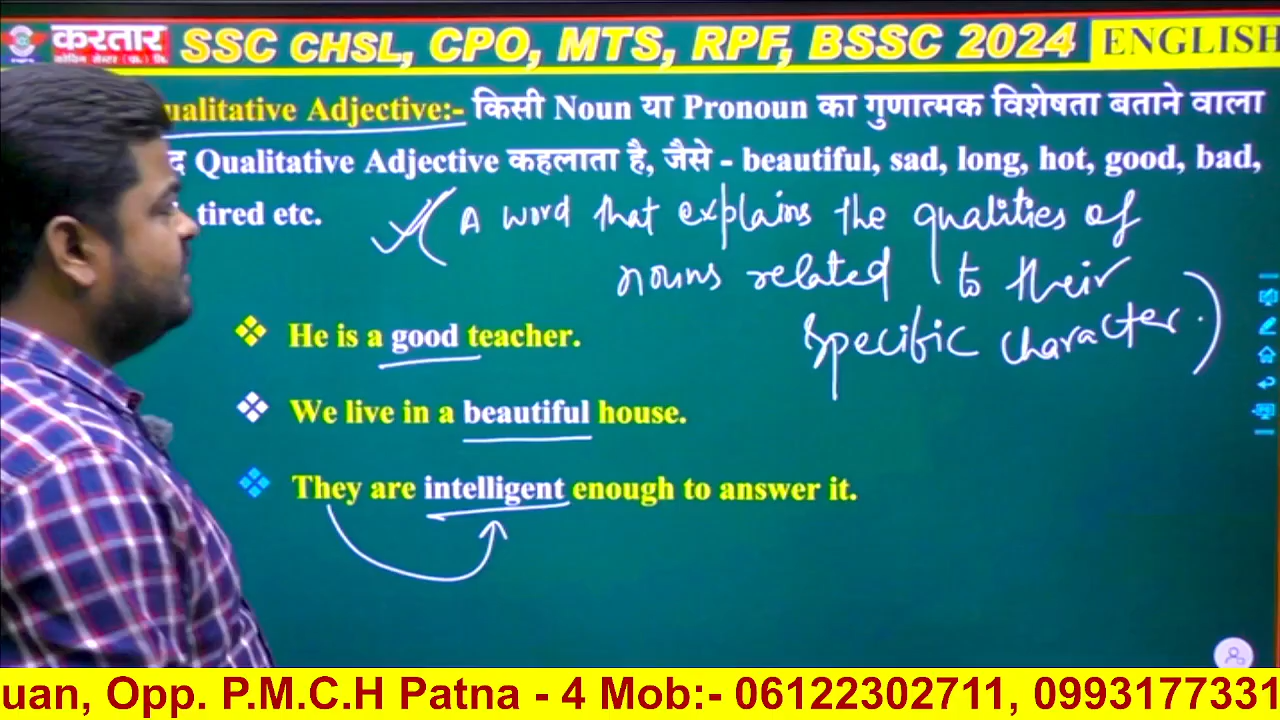 करतार
SSC CHSL, CPO, MTS, RPF, BSSC 2024
ENGLISH
ualitative Adjective:- किसी Noun या Pronoun का गुणात्मक विशेषता बताने वाला
द Qualitative Adjective कहलाता है, जैसे - beautiful, sad, long, hot, good, bad,
tired etc.
(A word that explains the qualities of
nouns related to their
specific character.)
He is a good teacher.
We live in a beautiful house.
They are intelligent enough to answer it.
uan, Opp. P.M.C.H Patna - 4 Mob:- 06122302711, 0993177331